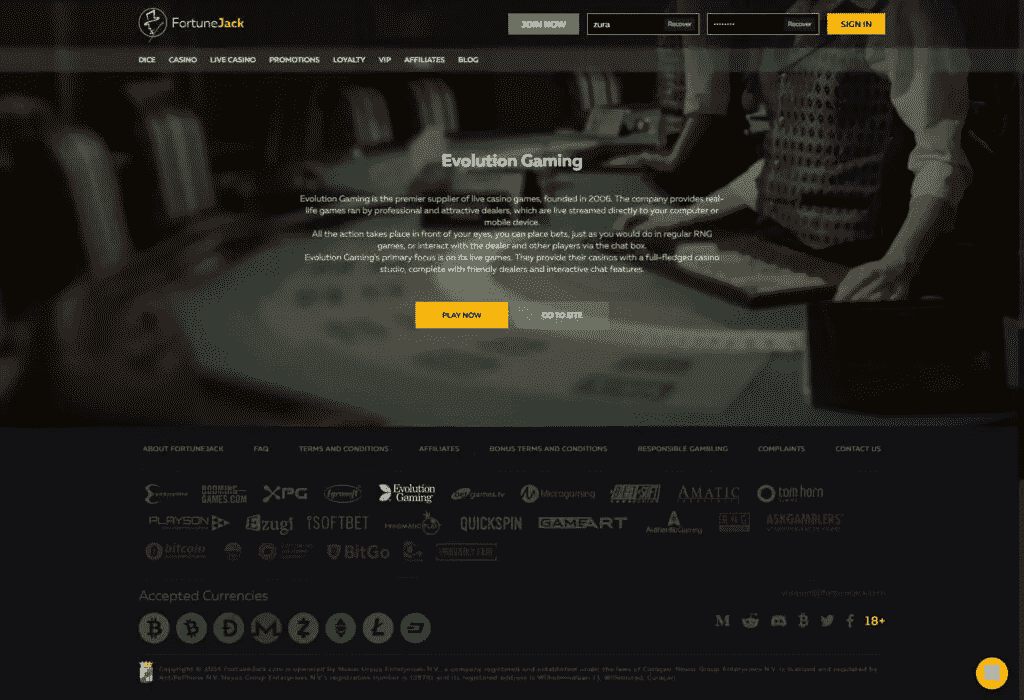 FortuneJack
JOIN NOW
zura
Recover
········
Recover
SIGN IN
DICE CASINO LIVE CASINO PROMOTIONS LOYALTY VIP AFFILIATES BLOG
Evolution Gaming
Evolution Gaming is the premier supplier of live casino games, founded in 2006. The company provides real-
life games ran by professional and attractive dealers, which are live streamed directly to your computer or
mobile device.
All the action takes place in front of your eyes, you can place bets, just as you would do in regular RNG
games, or interact with the dealer and other players via the chat box.
Evolution Gaming's primary focus is on its live games. They provide their casinos with a full-fledged casino
studio, complete with friendly dealers and interactive chat features.
PLAY NOW
GO TO SITE
ABOUT FORTUNEJACK FAQ TERMS AND CONDITIONS AFFILIATES BONUS TERMS AND CONDITIONS RESPONSIBLE GAMBLING COMPLAINTS CONTACT US
BOOMING-
GAMES.COM
XPG
Evolution
Gaming
games.tv
Microgaming
BETSOFT
AMATIC
tom horn
PLAYSON
Ezugi
iSOFTBET
PRAGMATIC
QUICKSPIN
GAMEART
AuthenticGaming
ASKGAMBLERS
bitcoin
BitGo
PROVABLY FAIR
Accepted Currencies
18+